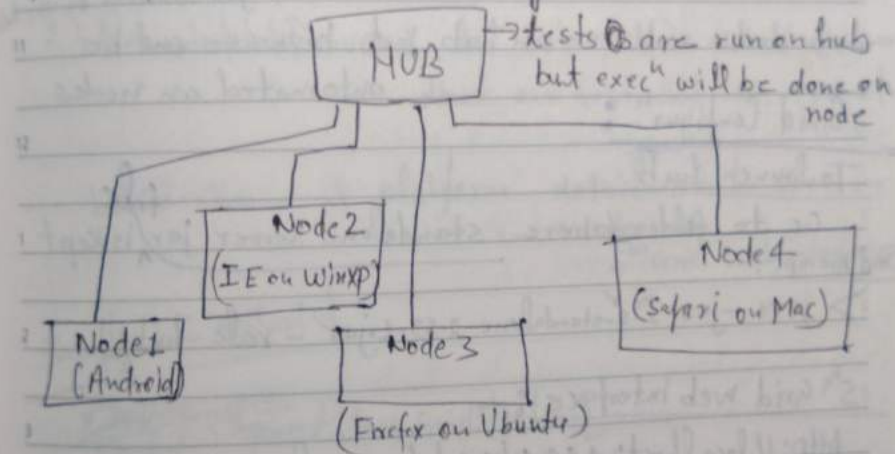 HUB
→ tests are run on hub
but execⁿ will be done on
node
Node2
(IE on WinXP)
Node4
(Safari on Mac)
Node1
(Android)
Node3
(Firefox on Ubuntu)